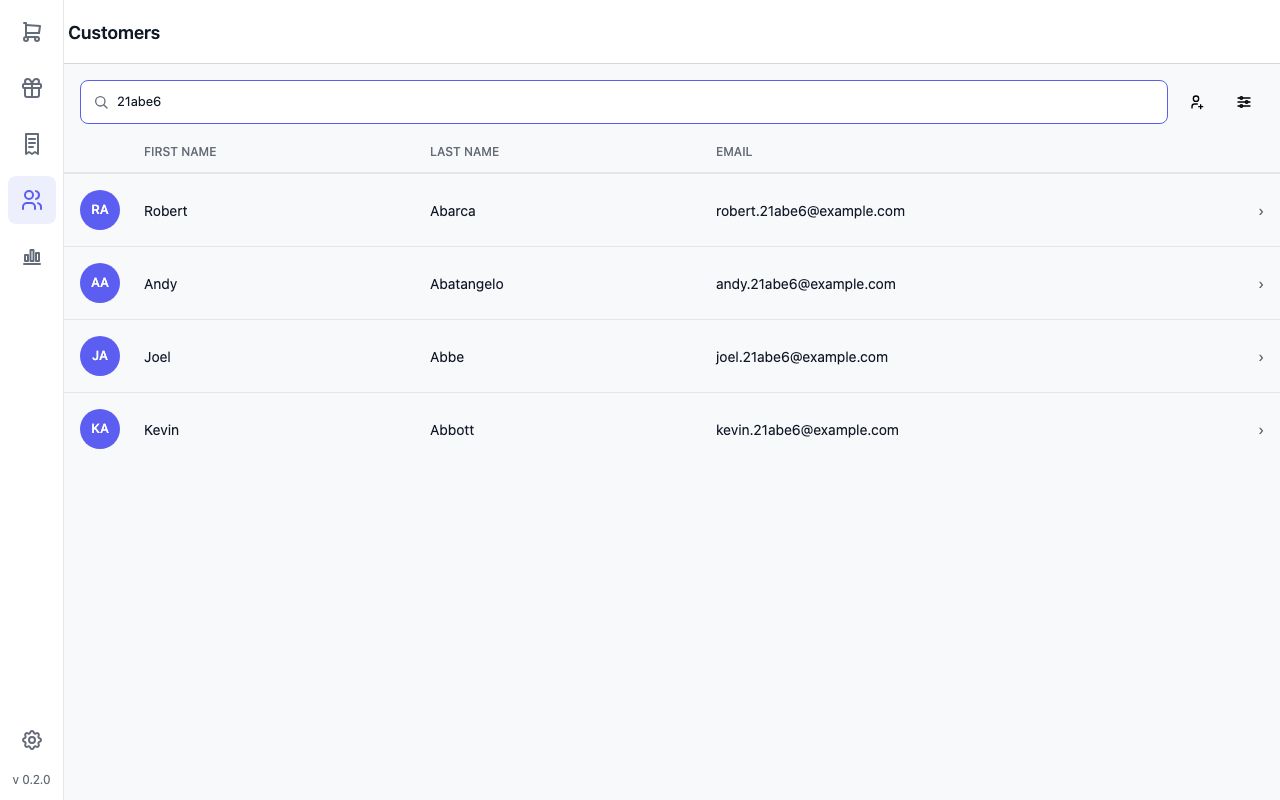 Customers
21abe6
FIRST NAME LAST NAME EMAIL
RA Robert Abarca robert.21abe6@example.com
AA Andy Abatangelo andy.21abe6@example.com
JA Joel Abbe joel.21abe6@example.com
KA Kevin Abbott kevin.21abe6@example.com
v 0.2.0